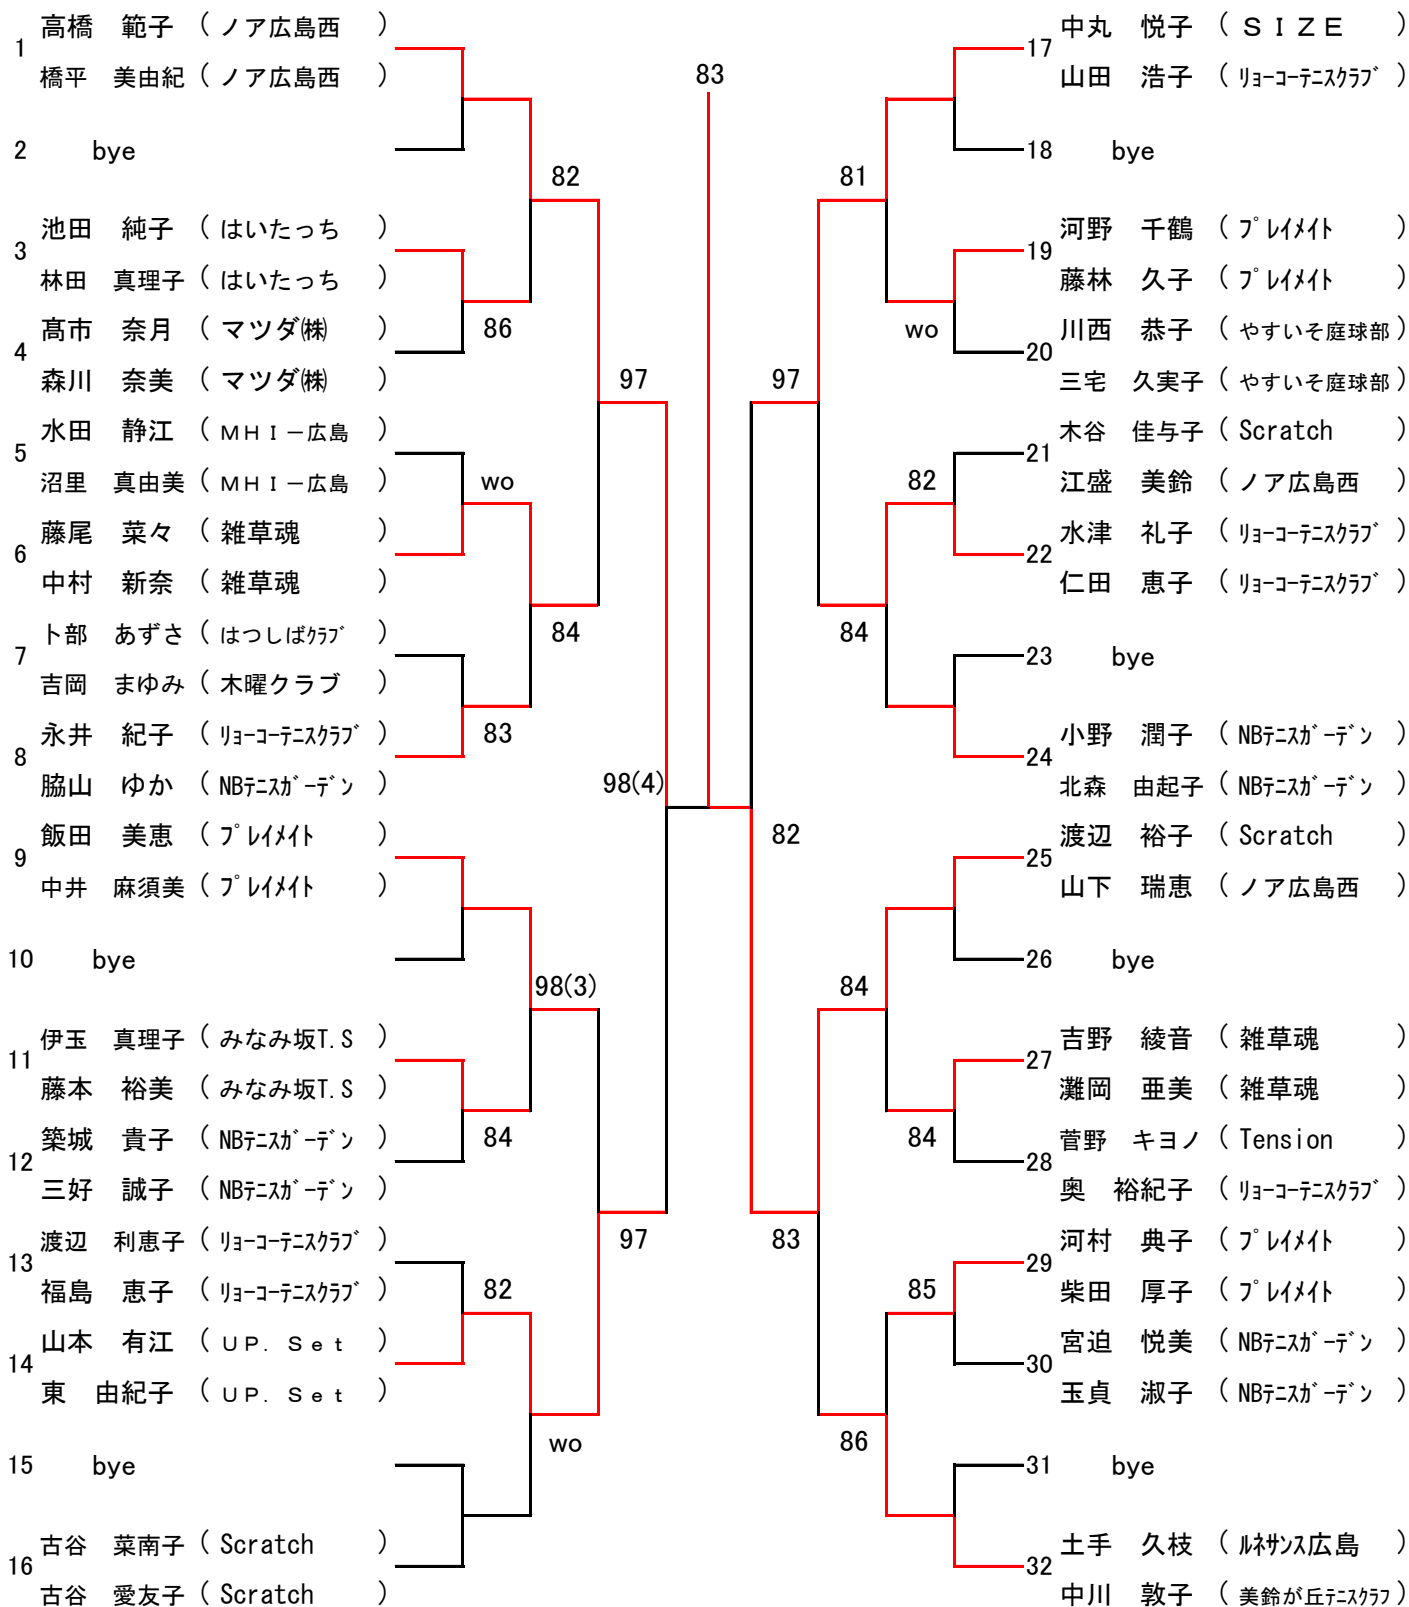 高橋 範子 ( ノア広島西 )
1
橋平 美由紀 ( ノア広島西 )
2 bye
82
池田 純子 ( はいたっち )
3
林田 真理子 ( はいたっち )
髙市 奈月 ( マツダ㈱ )
86
4
森川 奈美 ( マツダ㈱ )
97
水田 静江 ( ＭＨＩ－広島 )
5
沼里 真由美 ( ＭＨＩ－広島 )
wo
藤尾 菜々 ( 雑草魂 )
6
中村 新奈 ( 雑草魂 )
卜部 あずさ ( はつしばｸﾗﾌﾞ )
84
7
吉岡 まゆみ ( 木曜クラブ )
永井 紀子 ( ﾘｮｰｺｰﾃﾆｽｸﾗﾌﾞ )
83
8
脇山 ゆか ( NBﾃﾆｽｶﾞｰﾃﾞﾝ )
98(4)
飯田 美恵 ( ﾌﾟﾚｲﾒｲﾄ )
9
中井 麻須美 ( ﾌﾟﾚｲﾒｲﾄ )
10 bye
98(3)
伊玉 真理子 ( みなみ坂T.S )
11
藤本 裕美 ( みなみ坂T.S )
築城 貴子 ( NBﾃﾆｽｶﾞｰﾃﾞﾝ )
84
12
三好 誠子 ( NBﾃﾆｽｶﾞｰﾃﾞﾝ )
渡辺 利恵子 ( ﾘｮｰｺｰﾃﾆｽｸﾗﾌﾞ )
97
13
福島 恵子 ( ﾘｮｰｺｰﾃﾆｽｸﾗﾌﾞ )
82
山本 有江 ( ＵＰ．Ｓｅｔ )
14
東 由紀子 ( ＵＰ．Ｓｅｔ )
wo
15 bye
古谷 菜南子 ( Scratch )
16
古谷 愛友子 ( Scratch )
83
中丸 悦子 ( ＳＩＺＥ )
17
山田 浩子 ( ﾘｮｰｺｰﾃﾆｽｸﾗﾌﾞ )
18 bye
81
河野 千鶴 ( ﾌﾟﾚｲﾒｲﾄ )
19
藤林 久子 ( ﾌﾟﾚｲﾒｲﾄ )
wo
川西 恭子 ( やすいそ庭球部 )
20
三宅 久実子 ( やすいそ庭球部 )
97
木谷 佳与子 ( Scratch )
21
江盛 美鈴 ( ノア広島西 )
82
水津 礼子 ( ﾘｮｰｺｰﾃﾆｽｸﾗﾌﾞ )
22
仁田 恵子 ( ﾘｮｰｺｰﾃﾆｽｸﾗﾌﾞ )
84
23 bye
小野 潤子 ( NBﾃﾆｽｶﾞｰﾃﾞﾝ )
24
北森 由起子 ( NBﾃﾆｽｶﾞｰﾃﾞﾝ )
82
渡辺 裕子 ( Scratch )
25
山下 瑞恵 ( ノア広島西 )
26 bye
84
吉野 綾音 ( 雑草魂 )
27
灘岡 亜美 ( 雑草魂 )
84
菅野 キヨノ ( Tension )
28
奥 裕紀子 ( ﾘｮｰｺｰﾃﾆｽｸﾗﾌﾞ )
83
河村 典子 ( ﾌﾟﾚｲﾒｲﾄ )
29
柴田 厚子 ( ﾌﾟﾚｲﾒｲﾄ )
85
宮迫 悦美 ( NBﾃﾆｽｶﾞｰﾃﾞﾝ )
30
玉貞 淑子 ( NBﾃﾆｽｶﾞｰﾃﾞﾝ )
86
31 bye
土手 久枝 ( ﾙﾈｻﾝｽ広島 )
32
中川 敦子 ( 美鈴が丘ﾃﾆｽｸﾗﾌ )